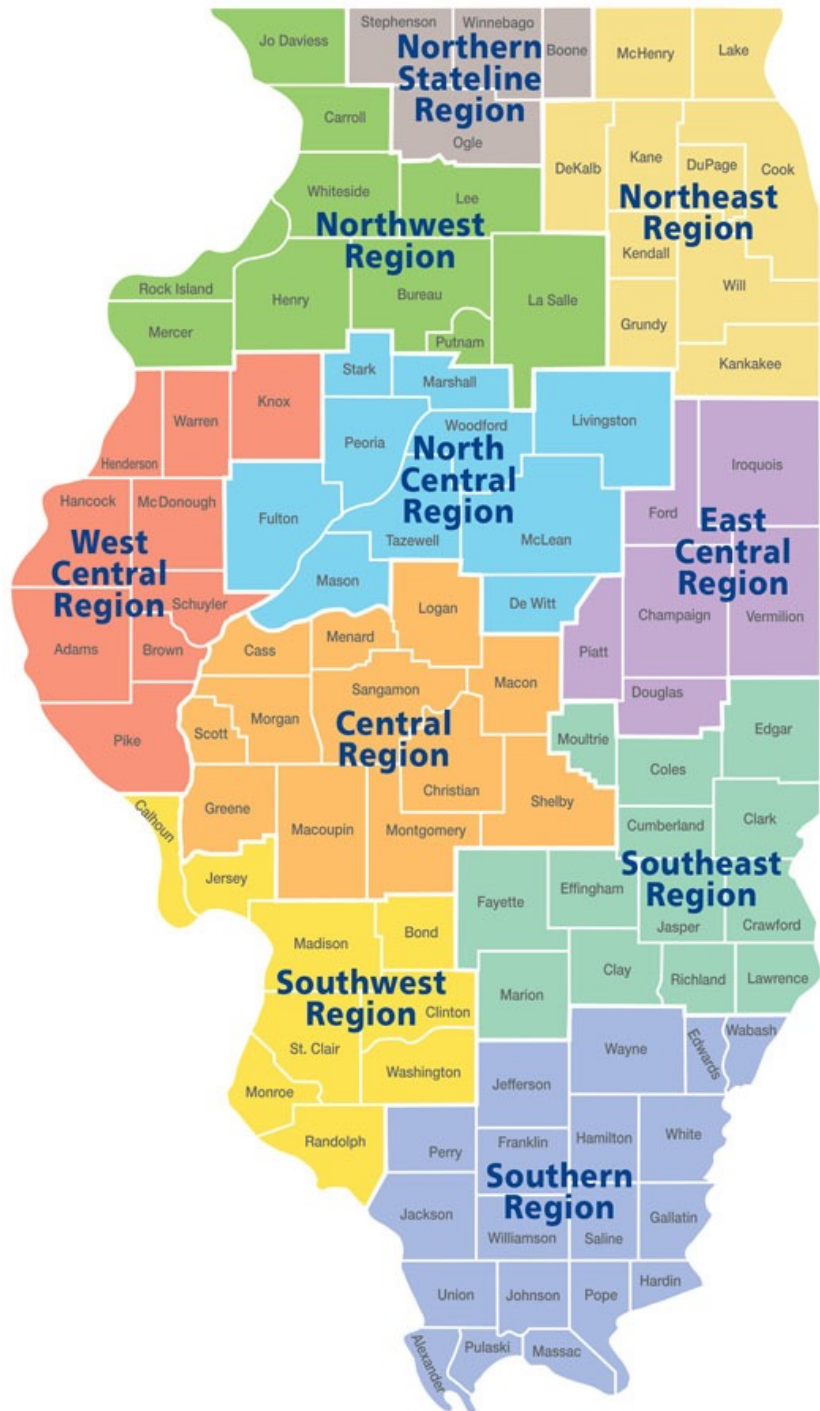 Jo Daviess
Stephenson
Winnebago
Boone
McHenry
Lake
Northern
Stateline
Region
Carroll
Ogle
DeKalb
Kane
DuPage
Cook
Northeast
Region
Whiteside
Lee
Northwest
Region
Kendall
Will
Rock Island
Henry
Bureau
La Salle
Mercer
Putnam
Grundy
Kankakee
Stark
Marshall
Henderson
Warren
Knox
Peoria
Woodford
Livingston
North
Central
Region
Iroquois
Hancock
McDonough
Fulton
Tazewell
McLean
Ford
East
Central
Region
West
Central
Region
Mason
De Witt
Champaign
Vermilion
Schuyler
Logan
Adams
Brown
Cass
Menard
Piatt
Macon
Sangamon
Douglas
Pike
Scott
Morgan
Central
Region
Moultrie
Edgar
Coles
Calhoun
Greene
Macoupin
Christian
Montgomery
Shelby
Cumberland
Clark
Southeast
Region
Jersey
Fayette
Effingham
Jasper
Crawford
Madison
Bond
Clay
Richland
Lawrence
Southwest
Region
Clinton
Marion
St. Clair
Washington
Wayne
Edwards
Wabash
Monroe
Jefferson
Randolph
Perry
Franklin
Hamilton
White
Southern
Region
Jackson
Williamson
Saline
Gallatin
Union
Johnson
Pope
Hardin
Alexander
Pulaski
Massac